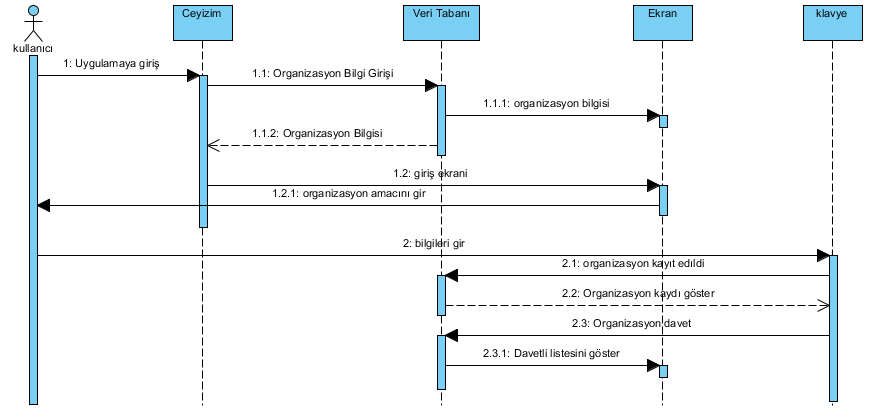 Ceyizim
Veri Tabanı
Ekran
klavye
kullanıcı
1: Uygulamaya giriş
1.1: Organizasyon Bilgi Girişi
1.1.1: organizasyon bilgisi
1.1.2: Organizasyon Bilgisi
1.2: giriş ekrani
1.2.1: organizasyon amacını gir
2: bilgileri gir
2.1: organizasyon kayıt edildi
2.2: Organizasyon kaydı göster
2.3: Organizasyon davet
2.3.1: Davetli listesini göster